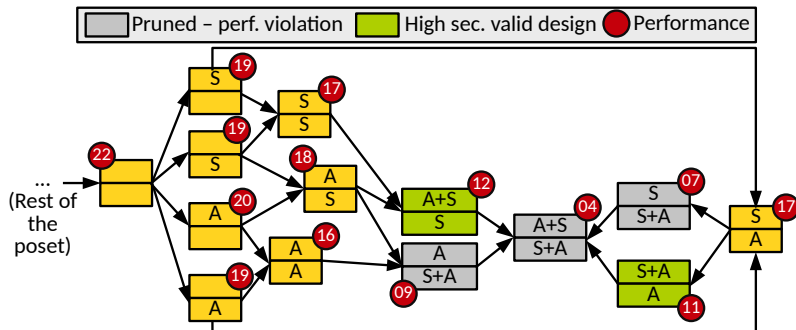 Pruned – perf. violation High sec. valid design Performance
19
S
17
S
S
19
S
22
18
A
S
...
(Rest of
the
poset)
20
A
12
A+S
S
04
A+S
S+A
07
S
S+A
17
S
A
16
A
A
A
S+A
09
19
A
S+A
A
11